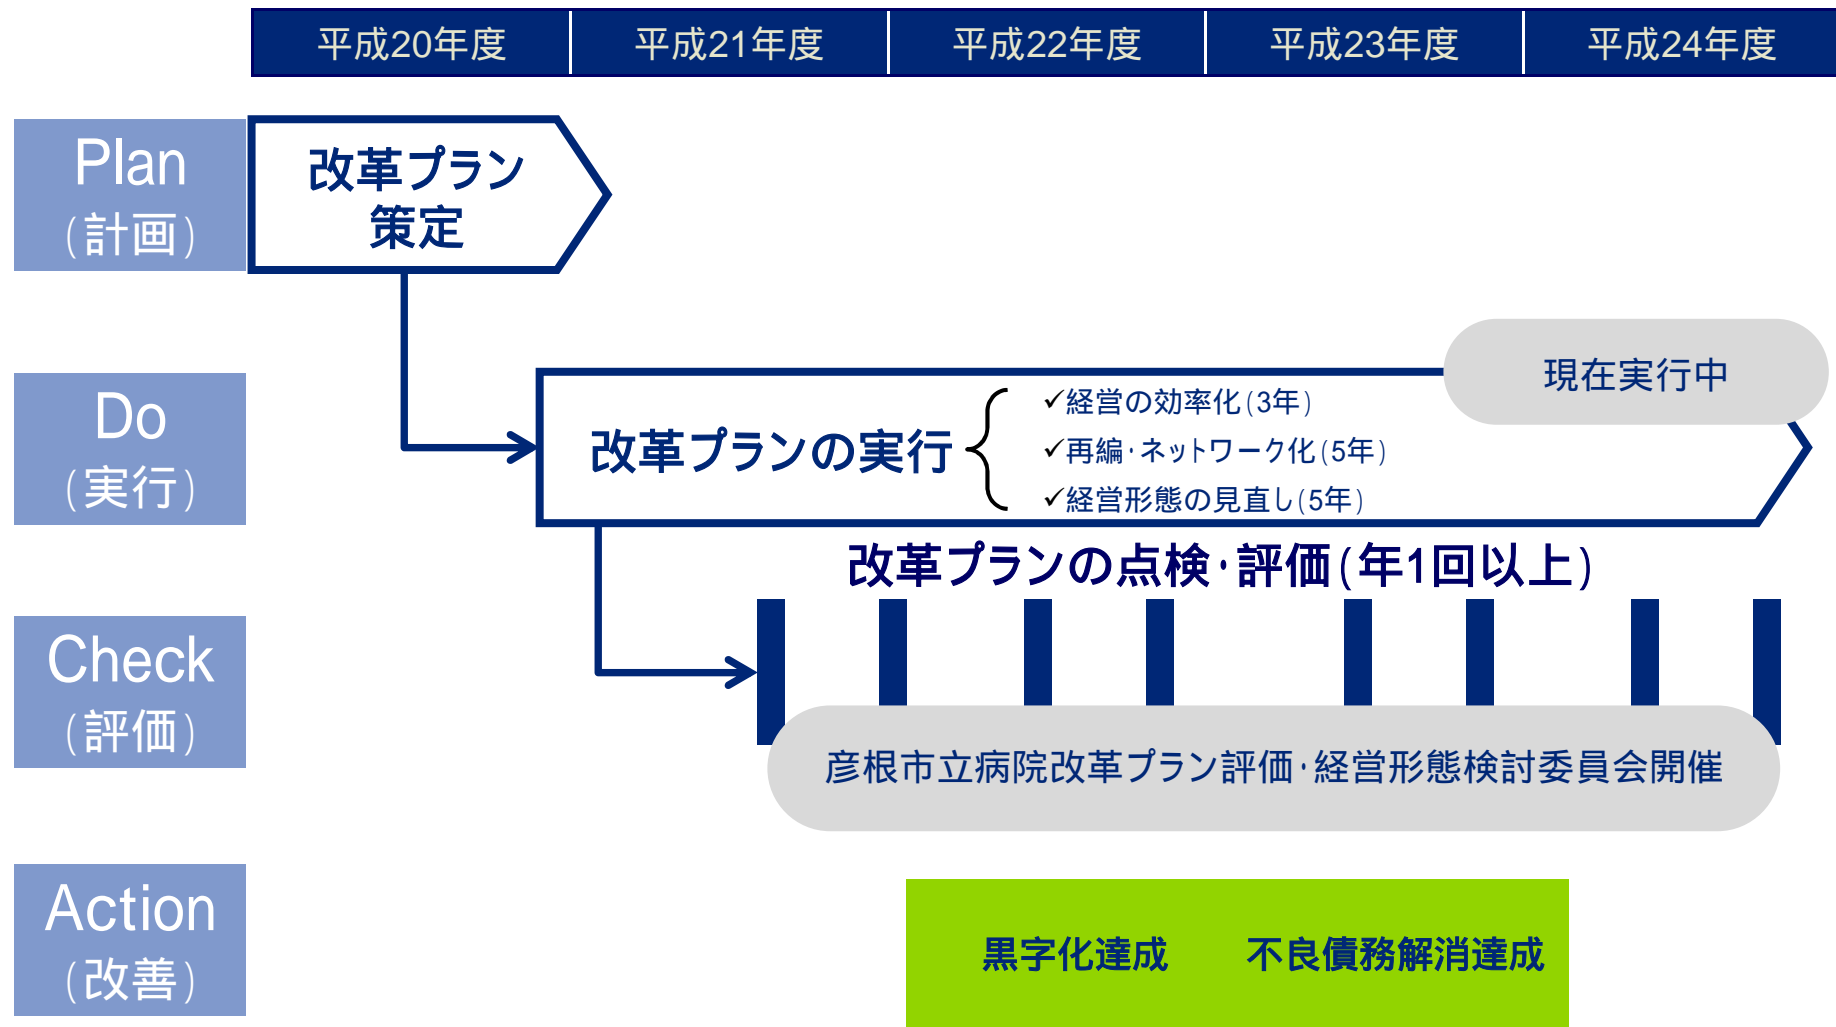 平成20年度 平成21年度 平成22年度 平成23年度 平成24年度
Plan
(計画)
改革プラン
策定
現在実行中
Do
(実行)
改革プランの実行
✓経営の効率化(3年)
✓再編・ネットワーク化(5年)
✓経営形態の見直し(5年)
改革プランの点検・評価(年1回以上)
Check
(評価)
彦根市立病院改革プラン評価・経営形態検討委員会開催
Action
(改善)
黒字化達成 不良債務解消達成